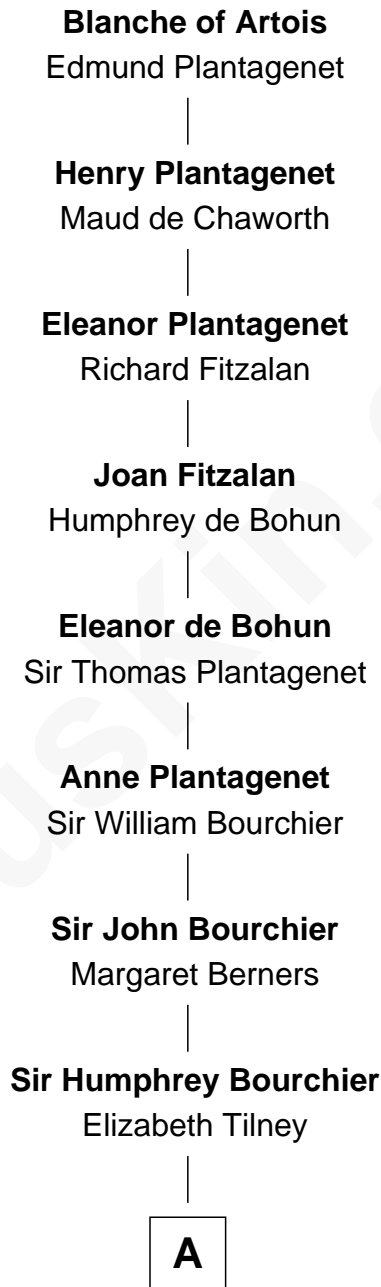 Blanche of Artois
Edmund Plantagenet
Henry Plantagenet
Maud de Chaworth
Eleanor Plantagenet
Richard Fitzalan
Joan Fitzalan
Humphrey de Bohun
Eleanor de Bohun
Sir Thomas Plantagenet
Anne Plantagenet
Sir William Bourchier
Sir John Bourchier
Margaret Berners
Sir Humphrey Bourchier
Elizabeth Tilney
A